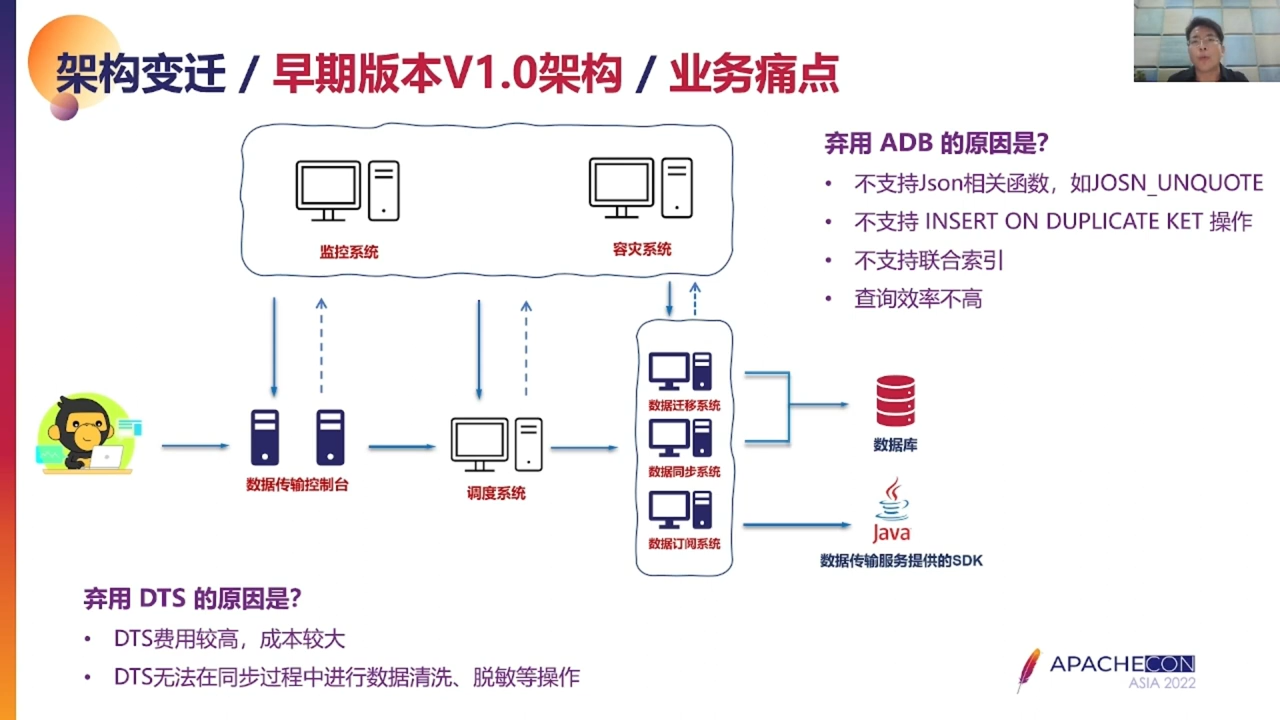 架构变迁 / 早期版本V1.0架构 / 业务痛点
弃用 ADB 的原因是?
• 不支持Json相关函数，如JOSN_UNQUOTE
• 不支持 INSERT ON DUPLICATE KET 操作
• 不支持联合索引
• 查询效率不高
监控系统
容灾系统
数据迁移系统
数据同步系统
数据订阅系统
数据库
数据传输控制台
调度系统
Java
数据传输服务提供的SDK
弃用 DTS 的原因是?
• DTS费用较高，成本较大
• DTS无法在同步过程中进行数据清洗、脱敏等操作
APACHECON
ASIA 2022